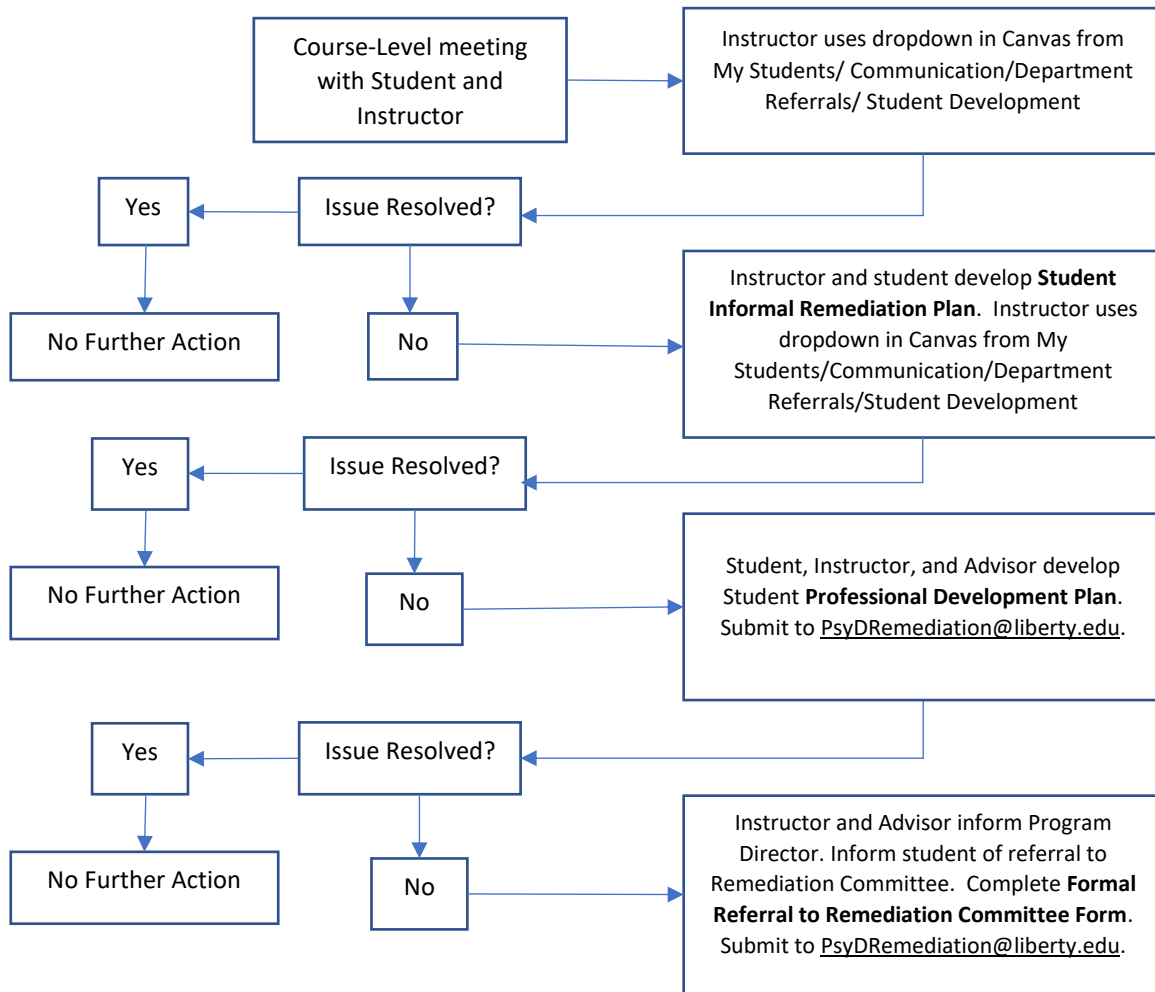 Course-Level meeting
with Student and
Instructor
Instructor uses dropdown in Canvas from
My Students/ Communication/Department
Referrals/ Student Development
Yes
Issue Resolved?
No Further Action
No
Instructor and student develop Student
Informal Remediation Plan.  Instructor uses
dropdown in Canvas from My
Students/Communication/Department
Referrals/Student Development
Yes
Issue Resolved?
No Further Action
No
Student, Instructor, and Advisor develop
Student Professional Development Plan.
Submit to PsyDRemediation@liberty.edu.
Yes
Issue Resolved?
No Further Action
No
Instructor and Advisor inform Program
Director. Inform student of referral to
Remediation Committee.  Complete Formal
Referral to Remediation Committee Form.
Submit to PsyDRemediation@liberty.edu.